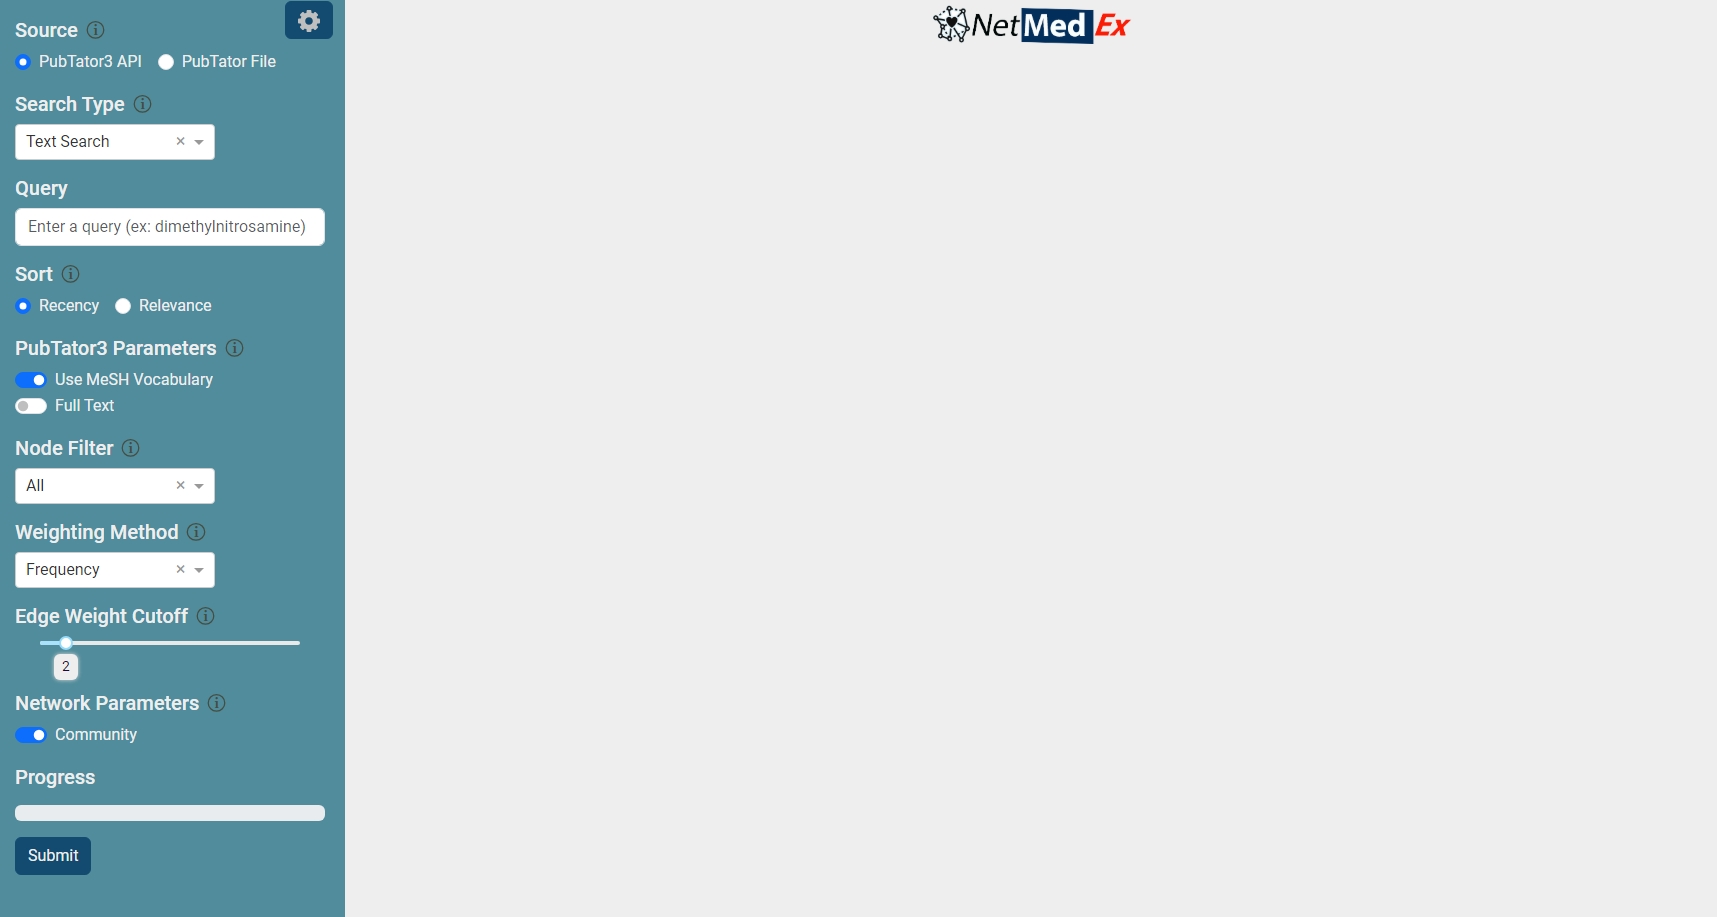 Source
PubTator3 API PubTator File
Search Type
Text Search
Query
Enter a query (ex: dimethylnitrosamine)
Sort
Recency Relevance
PubTator3 Parameters
Use MeSH Vocabulary
Full Text
Node Filter
All
Weighting Method
Frequency
Edge Weight Cutoff
2
Network Parameters
Community
Progress
Submit
NetMedEx